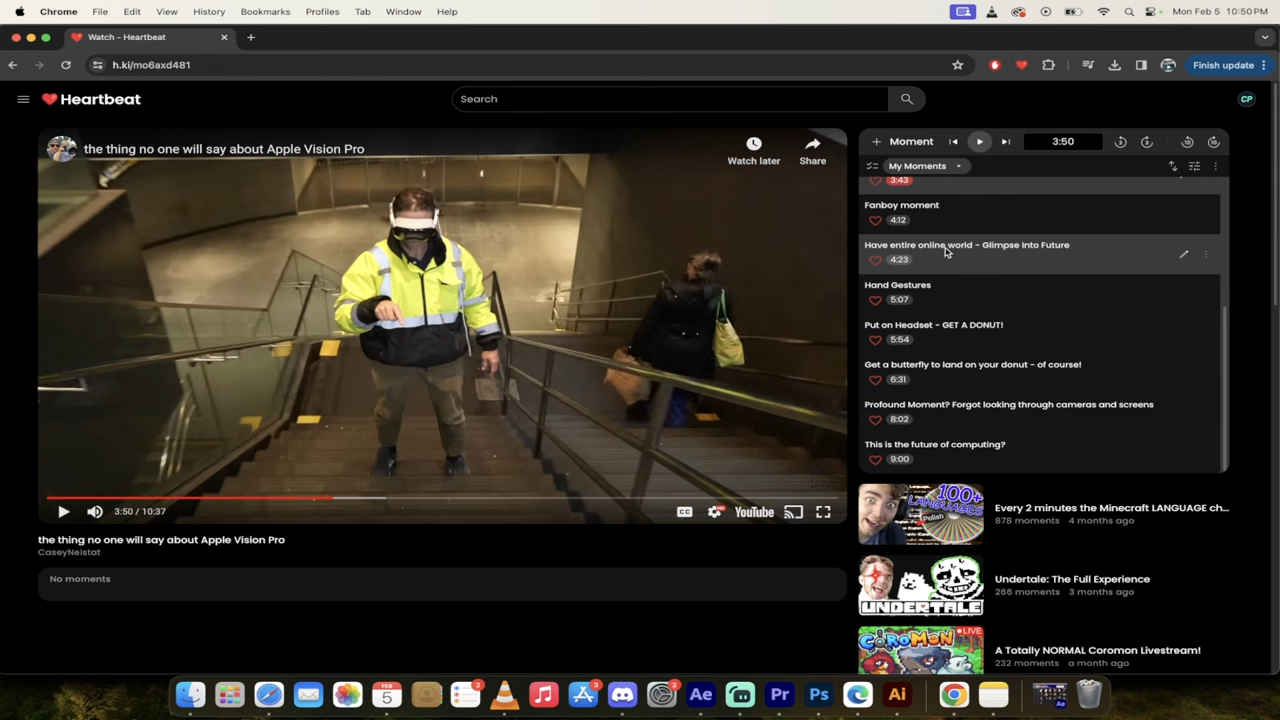 Chrome File Edit View History Bookmarks Profiles Tab Window Help Mon Feb 5 10:50 PM
Watch - Heartbeat
h.ki/mo6axd481 Finish update
Heartbeat Search CP
the thing no one will say about Apple Vision Pro
Watch later Share
3:50 / 10:37 CC YouTube
the thing no one will say about Apple Vision Pro
CaseyNeistat
No moments
+ Moment 3:50
My Moments
3:43
Fanboy moment
4:12
Have entire online world - Glimpse Into Future
4:23
Hand Gestures
5:07
Put on Headset - GET A DONUT!
5:54
Get a butterfly to land on your donut - of course!
6:31
Profound Moment? Forgot looking through cameras and screens
8:02
This is the future of computing?
9:00
100+
LANGUAGES
Polish
Every 2 minutes the Minecraft LANGUAGE ch...
878 moments 4 months ago
UNDERTALE
Undertale: The Full Experience
266 moments 3 months ago
COROMON
LIVE
A Totally NORMAL Coromon Livestream!
232 moments a month ago
FEB
5
2
3
2
Ae Pr Ps Ai